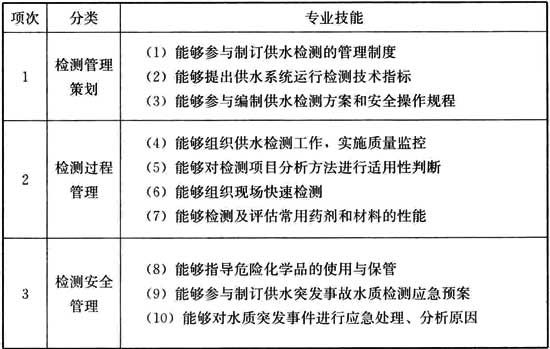 项次 分类 专业技能
1 检测管理策划
（1）能够参与制订供水检测的管理制度
（2）能够提出供水系统运行检测技术指标
（3）能够参与编制供水检测方案和安全操作规程
2 检测过程管理
（4）能够组织供水检测工作，实施质量监控
（5）能够对检测项目分析方法进行适用性判断
（6）能够组织现场快速检测
（7）能够检测及评估常用药剂和材料的性能
3 检测安全管理
（8）能够指导危险化学品的使用与保管
（9）能够参与制订供水突发事故水质检测应急预案
（10）能够对水质突发事件进行应急处理、分析原因